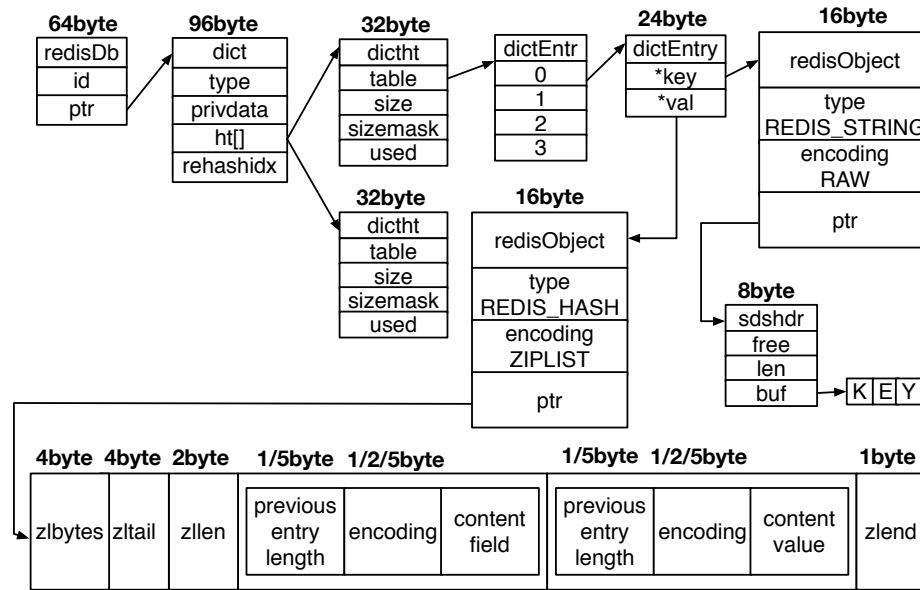 64byte
redisDb
id
ptr
96byte
dict
type
privdata
ht[]
rehashidx
32byte
dictht
table
size
sizemask
used
dictEntr
0
1
2
3
24byte
dictEntry
*key
*val
16byte
redisObject
type
REDIS_STRING
encoding
RAW
ptr
32byte
dictht
table
size
sizemask
used
16byte
redisObject
type
REDIS_HASH
encoding
ZIPLIST
ptr
8byte
sdshdr
free
len
buf
K E Y
4byte 4byte 2byte 1/5byte 1/2/5byte 1/5byte 1/2/5byte 1byte
zlbytes
zltail
zllen
previous
entry
length
encoding
content
field
previous
entry
length
encoding
content
value
zlend